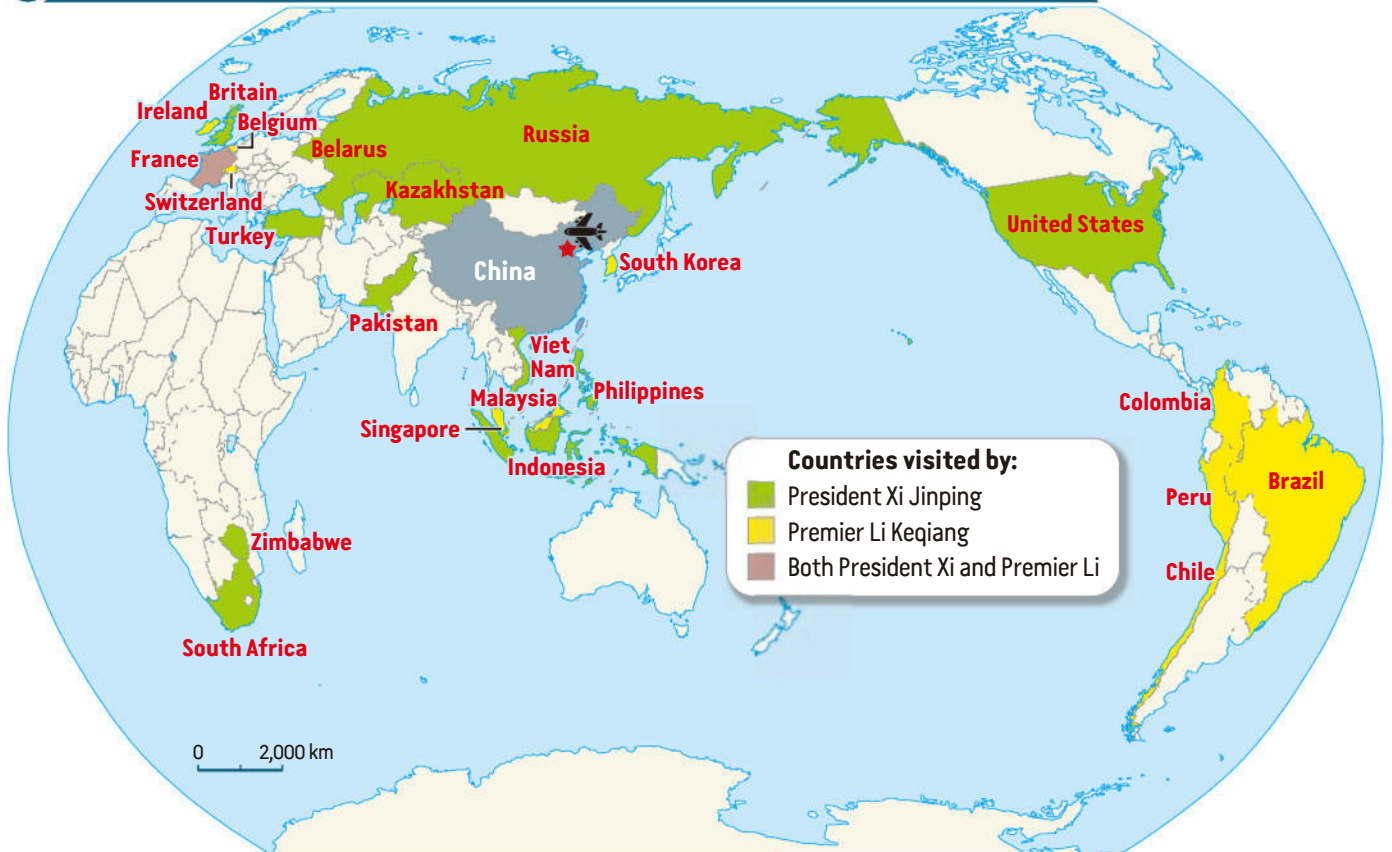 Britain
Ireland
Belgium
Russia
France
Belarus
Kazakhstan
Switzerland
Turkey
United States
South Korea
China
Pakistan
Viet
Nam
Philippines
Malaysia
Colombia
Singapore
Indonesia
Countries visited by:
President Xi Jinping
Premier Li Keqiang
Both President Xi and Premier Li
Brazil
Peru
Zimbabwe
Chile
South Africa
0 2,000 km